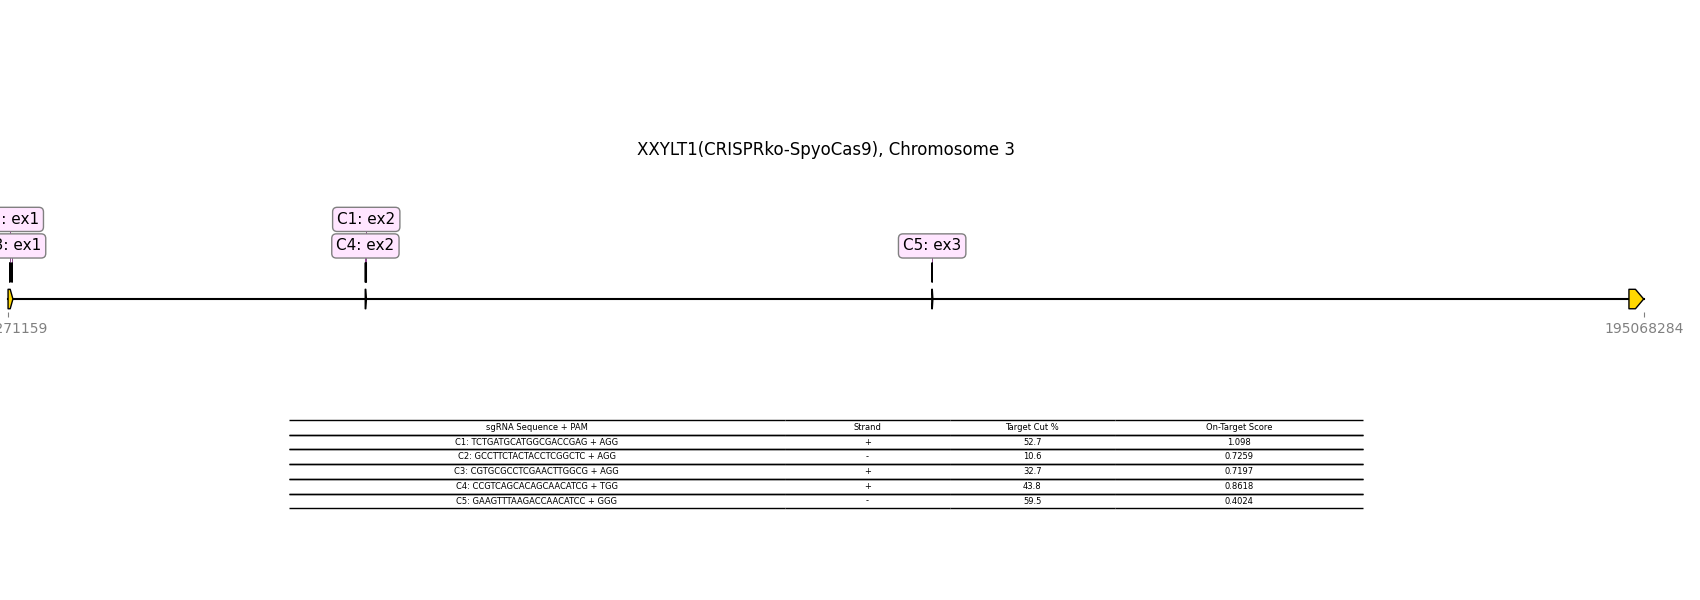 XXYLT1(CRISPRko-SpyoCas9), Chromosome 3
: ex1 C1: ex2
3: ex1 C4: ex2 C5: ex3
271159 195068284
sgRNA Sequence + PAM Strand Target Cut % On-Target Score
C1: TCTGATGCATGGCGACCGAG + AGG + 52.7 1.098
C2: GCCTTCTACTACCTCGGCTC + AGG - 10.6 0.7259
C3: CGTGCGCCTCGAACTTGGCG + AGG + 32.7 0.7197
C4: CCGTCAGCACAGCAACATCG + TGG + 43.8 0.8618
C5: GAAGTTTAAGACCAACATCC + GGG - 59.5 0.4024